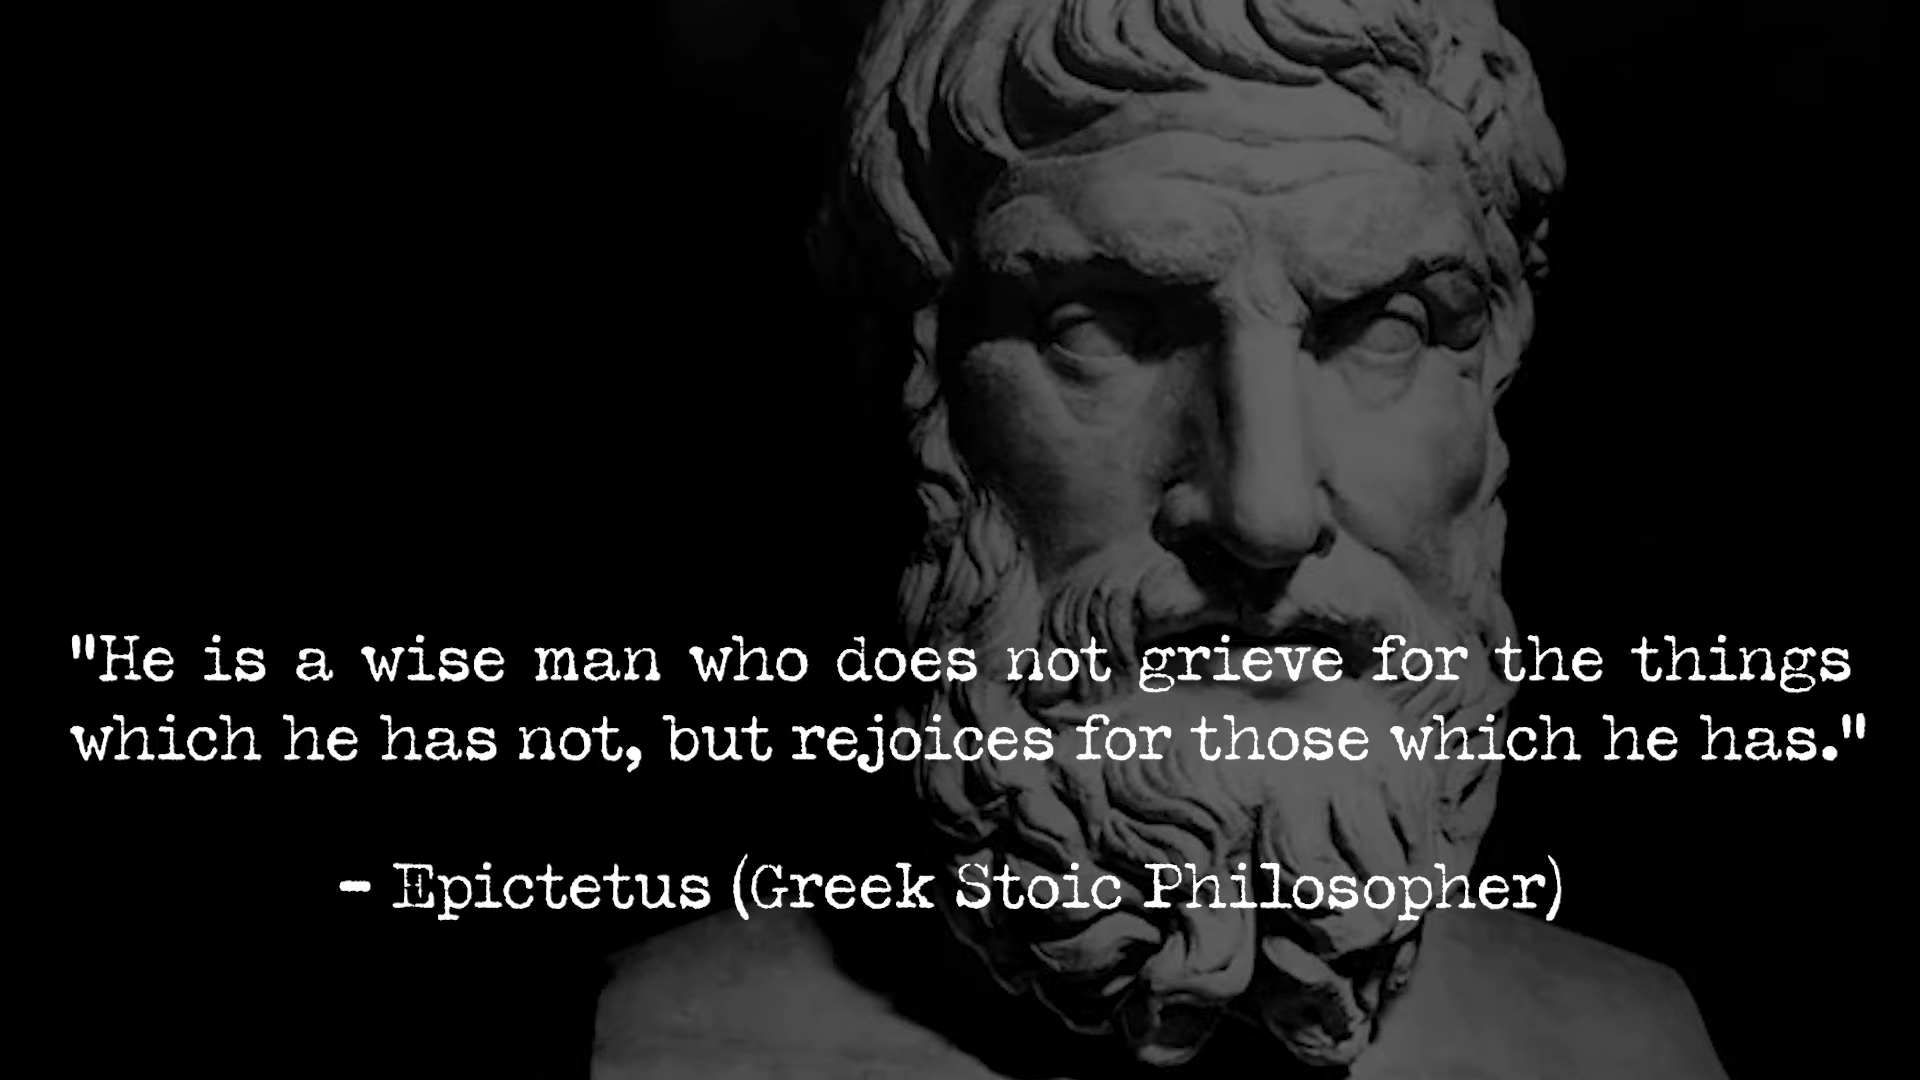 "He is a wise man who does not grieve for the things
which he has not, but rejoices for those which he has."
- Epictetus (Greek Stoic Philosopher)